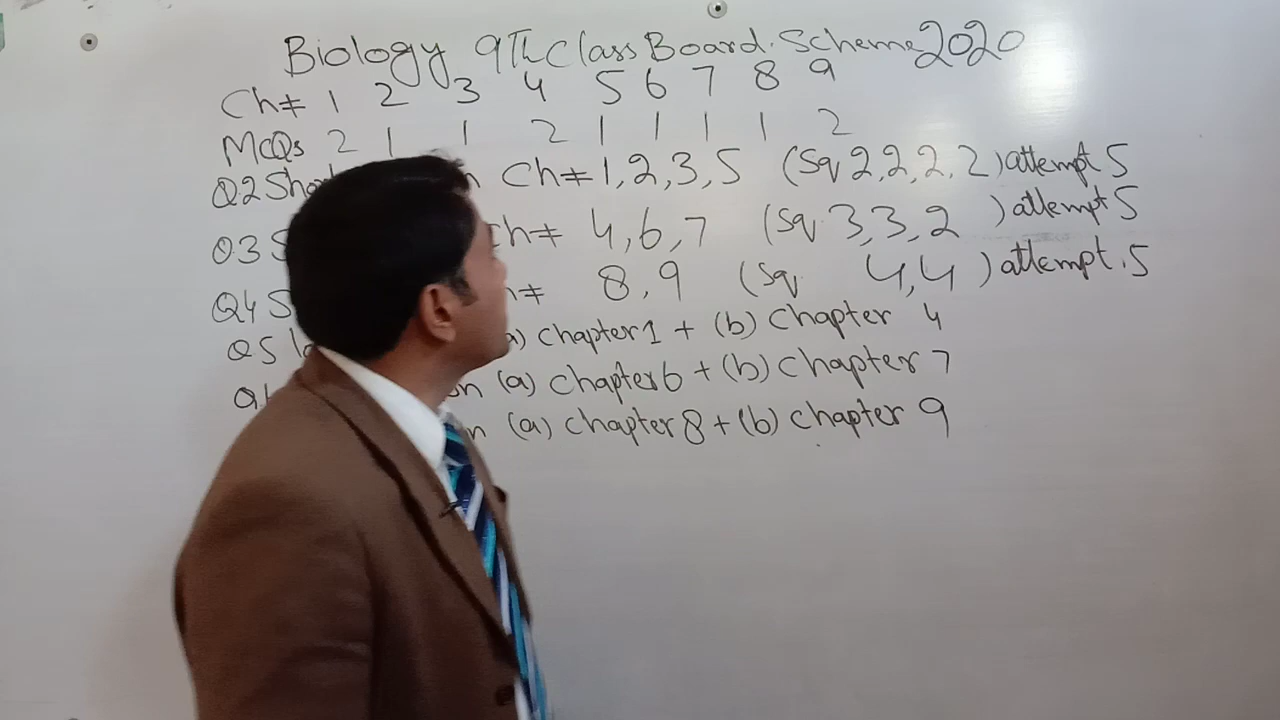 Biology 9Th Class Board. Scheme 2020
Ch# 1 2 3 4 5 6 7 8 9
MCQs 2 1 1 2 1 1 1 1 2
Q2 Sho Ch# 1,2,3,5 (Sq 2,2,2,2) attempt 5
Q3 S h# 4,6,7 (Sq 3,3,2 ) attempt 5
Q4 S # 8,9 (Sq 4,4 ) attempt.5
Q5 a) Chapter 1 + (b) Chapter 4
on (a) Chapter 6 + (b) Chapter 7
n (a) Chapter 8 + (b) Chapter 9